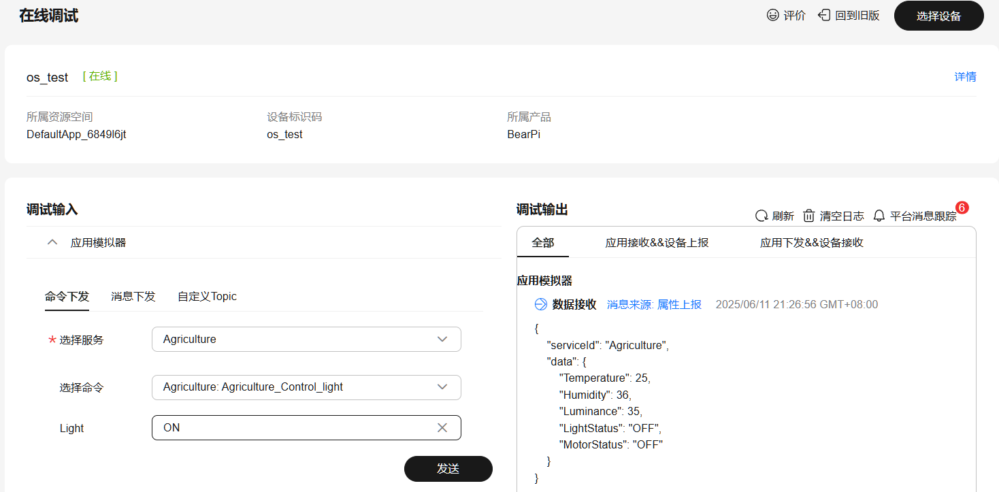 在线调试
评价 回到旧版 选择设备
os_test [ 在线 ] 详情
所属资源空间 设备标识码 所属产品
DefaultApp_6849l6jt os_test BearPi
调试输入
应用模拟器
命令下发 消息下发 自定义Topic
* 选择服务 Agriculture
选择命令 Agriculture: Agriculture_Control_light
Light ON
发送
调试输出
刷新 清空日志 平台消息跟踪 6
全部 应用接收&&设备上报 应用下发&&设备接收
应用模拟器
数据接收 消息来源: 属性上报 2025/06/11 21:26:56 GMT+08:00
{
"serviceId": "Agriculture",
"data": {
"Temperature": 25,
"Humidity": 36,
"Luminance": 35,
"LightStatus": "OFF",
"MotorStatus": "OFF"
}
}